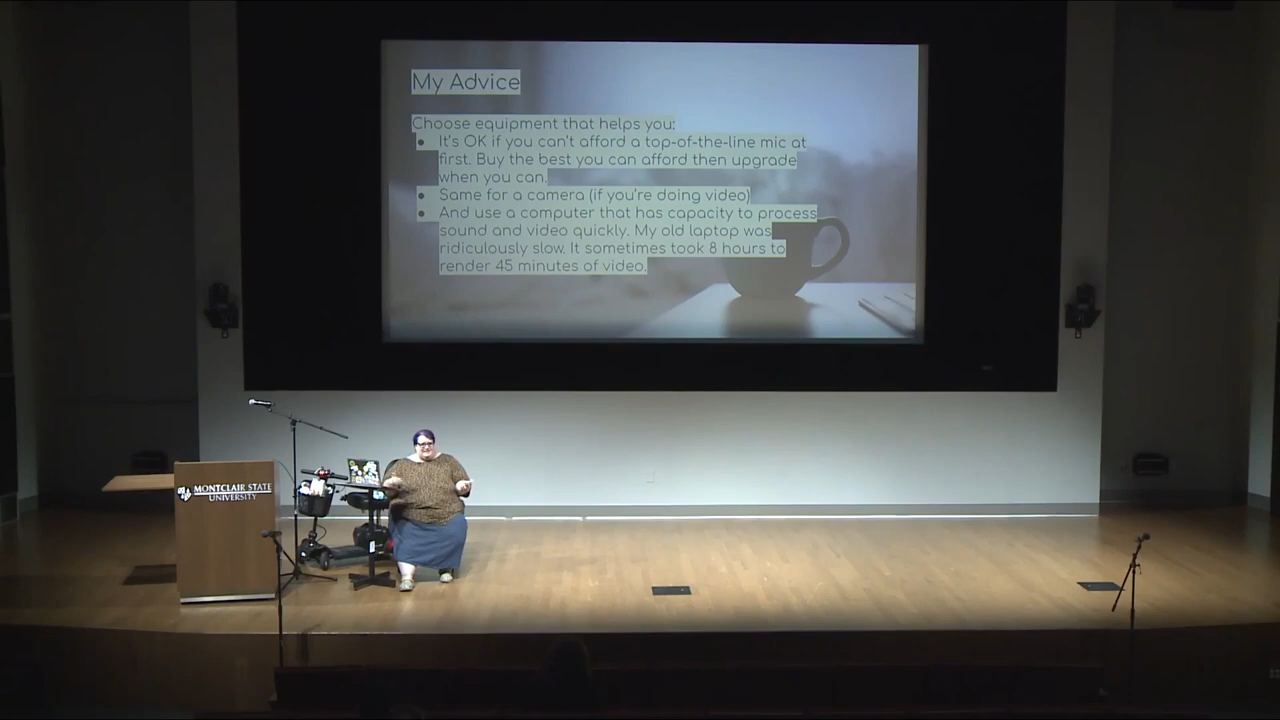 My Advice
Choose equipment that helps you:
● It's OK if you can't afford a top-of-the-line mic at
first. Buy the best you can afford then upgrade
when you can.
● Same for a camera (if you're doing video)
● And use a computer that has capacity to process
sound and video quickly. My old laptop was
ridiculously slow. It sometimes took 8 hours to
render 45 minutes of video.
MONTCLAIR STATE
UNIVERSITY